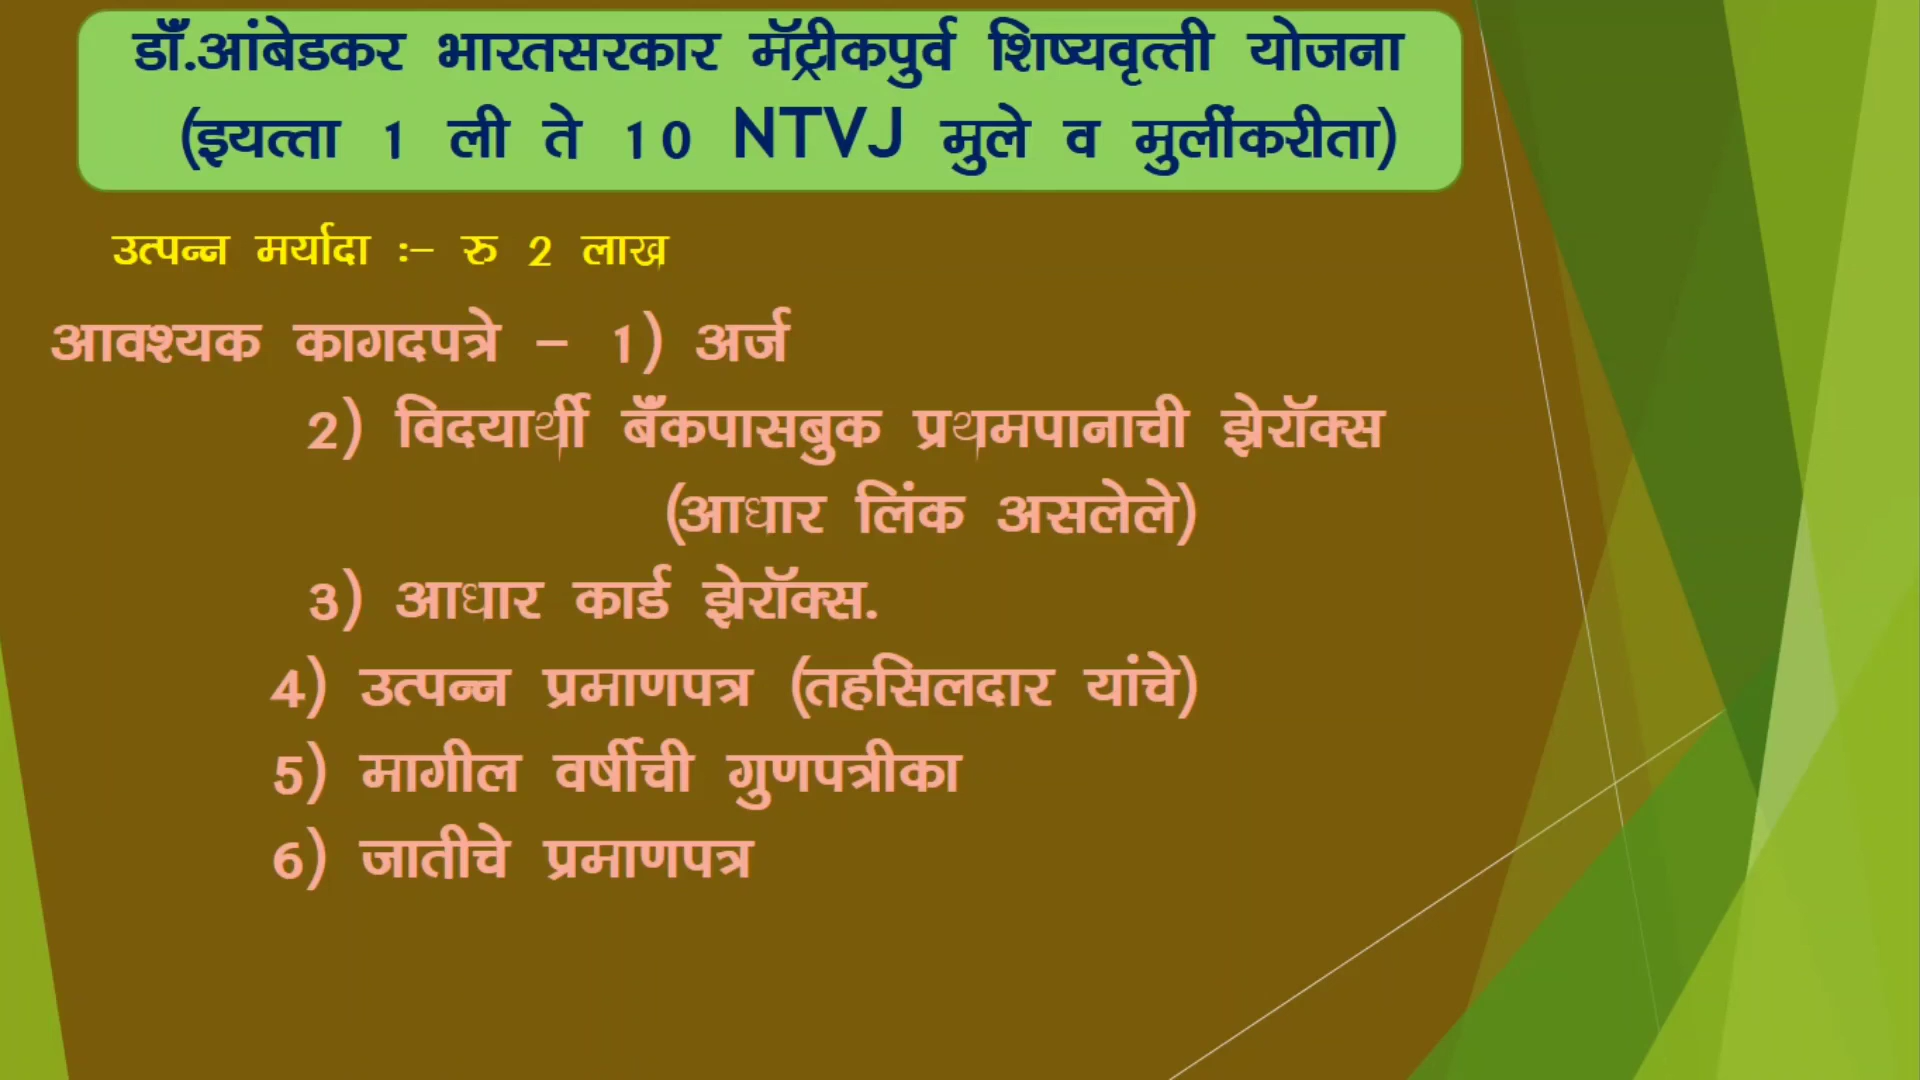 डॉं.आंबेडकर भारतसरकार मॅट्रीकपुर्व शिष्यवृत्ती योजना
(इयत्ता 1 ली ते 10 NTVJ मुले व मुलींकरीता)
उत्पन्न मर्यादा :- रु 2 लाख
आवश्यक कागदपत्रे - 1) अर्ज
2) विदयार्थी बॅंकपासबुक प्रथमपानाची झेरॉक्स
(आधार लिंक असलेले)
3) आधार कार्ड झेरॉक्स.
4) उत्पन्न प्रमाणपत्र (तहसिलदार यांचे)
5) मागील वर्षीची गुणपत्रीका
6) जातीचे प्रमाणपत्र